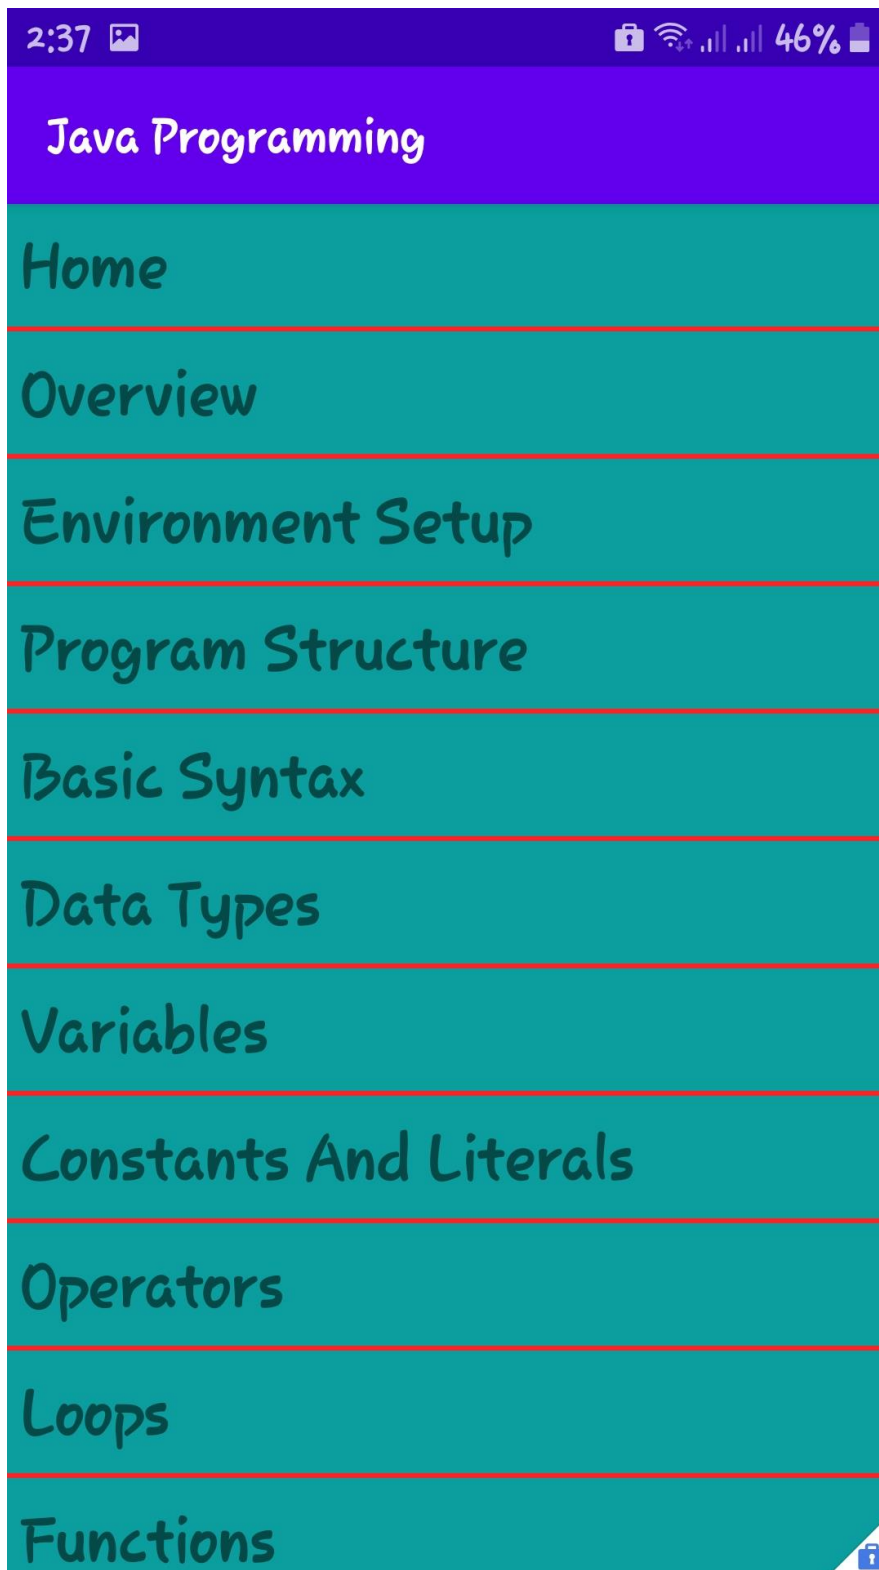 2:37 46%
Java Programming
Home
Overview
Environment Setup
Program Structure
Basic Syntax
Data Types
Variables
Constants And Literals
Operators
Loops
Functions